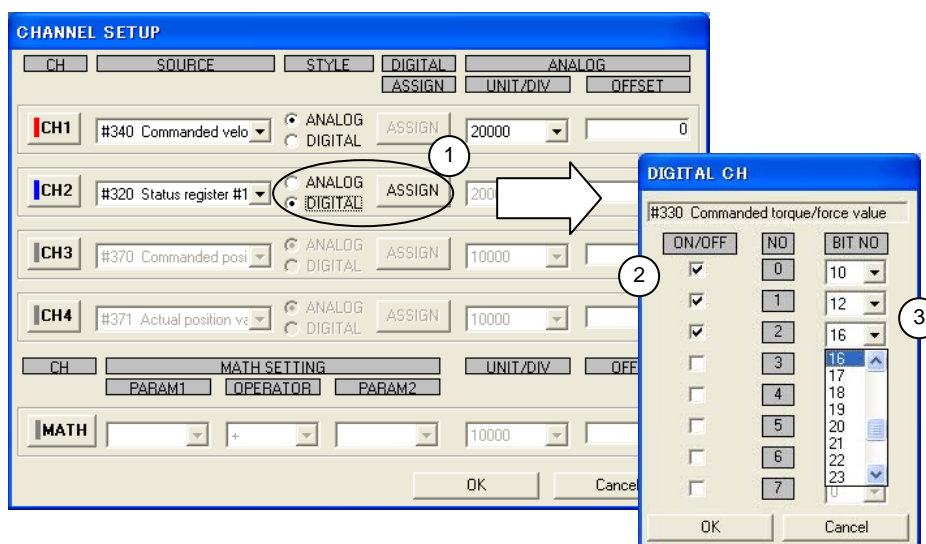 CHANNEL SETUP
CH SOURCE STYLE DIGITAL ANALOG
ASSIGN UNIT/DIV OFFSET
CH1 #340 Commanded velo ANALOG DIGITAL ASSIGN 20000 0
1
CH2 #320 Status register #1 ANALOG DIGITAL ASSIGN
CH3 #370 Commanded posi ANALOG DIGITAL ASSIGN 10000
CH4 #371 Actual position va ANALOG DIGITAL ASSIGN 10000
CH MATH SETTING UNIT/DIV OFF
PARAM1 OPERATOR PARAM2
MATH + 10000
OK Cancel
DIGITAL CH
#330 Commanded torque/force value
ON/OFF NO BIT NO
2
0 10
1 12
3
2 16
3 16
17
4 18
19
5 20
21
6 22
7 23
0
OK Cancel